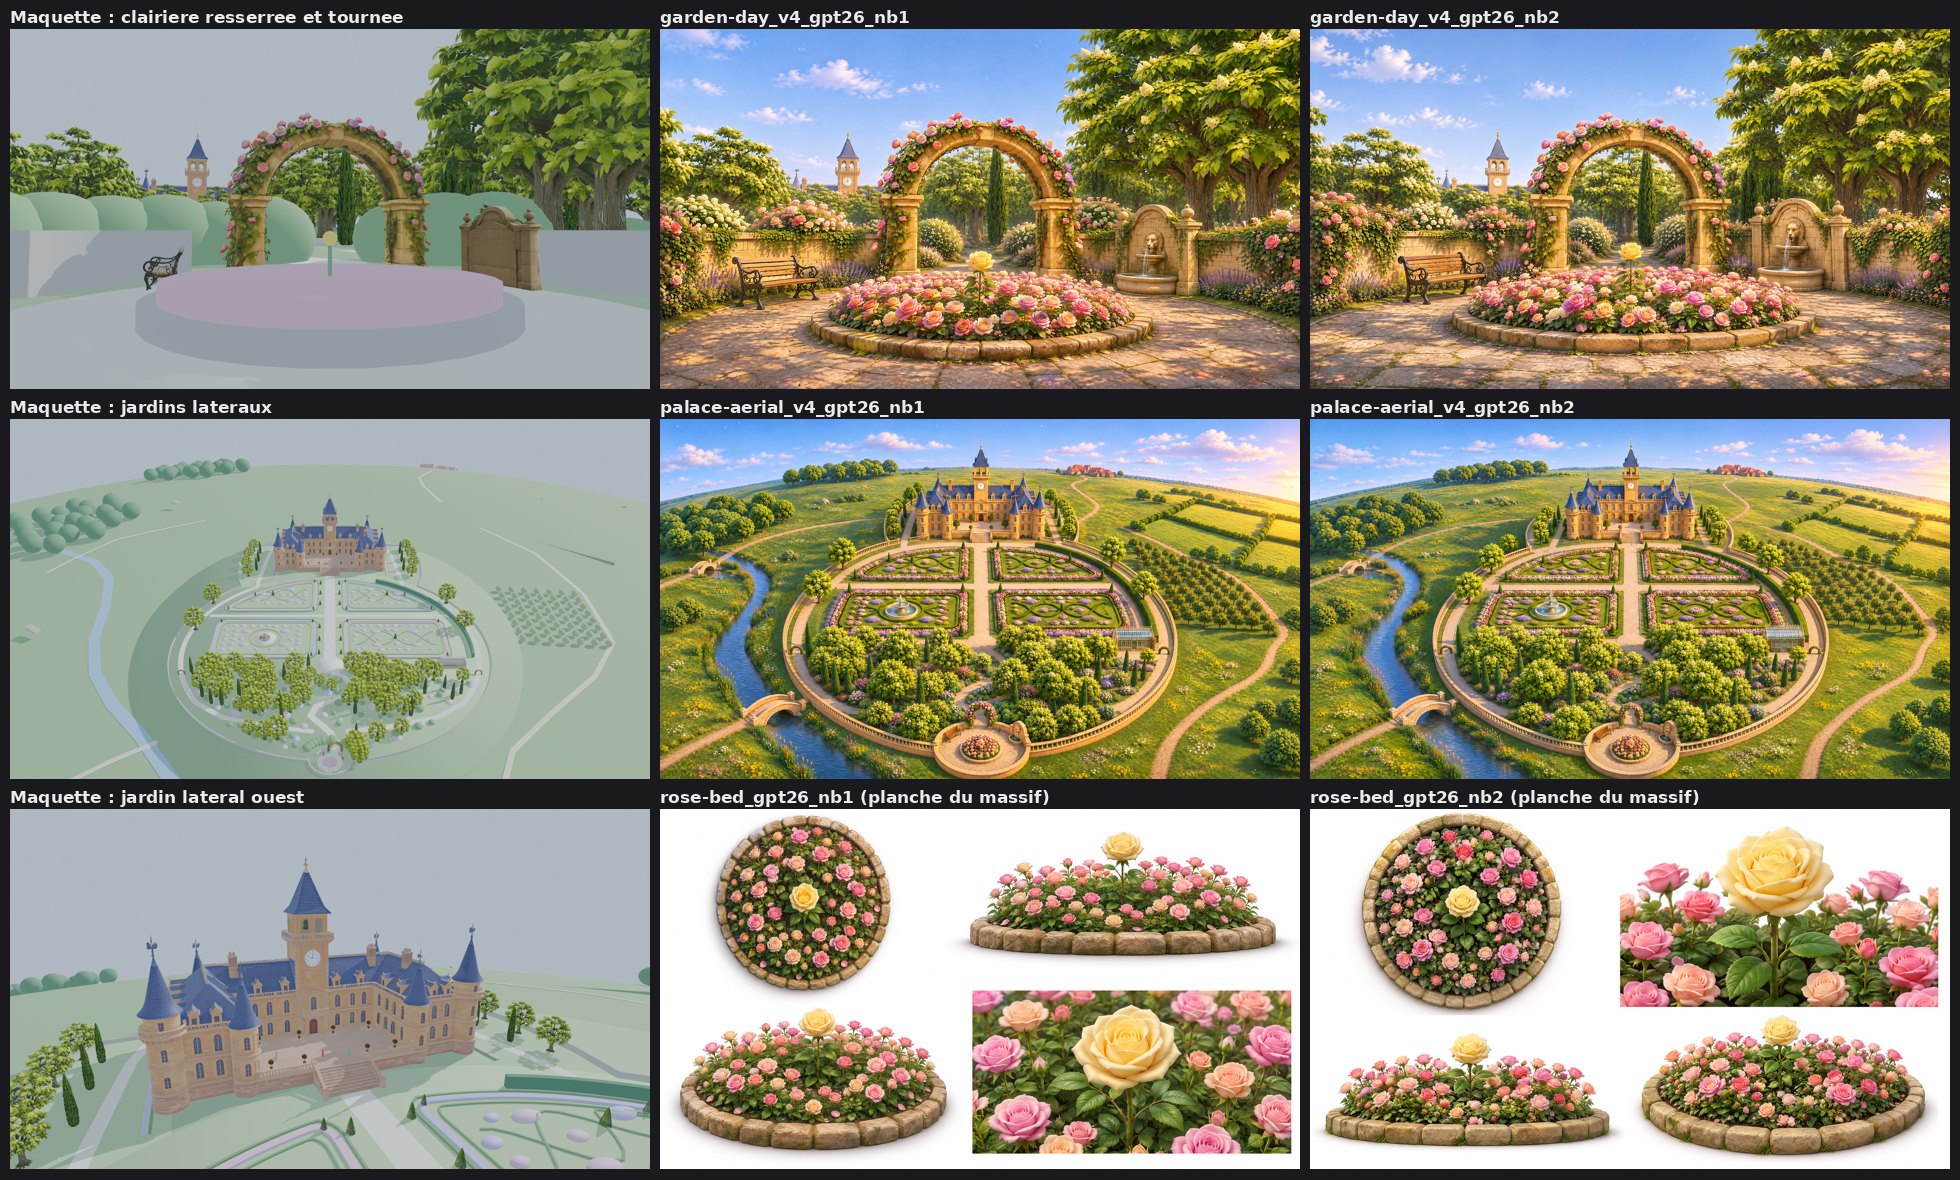 Maquette : clairiere resserree et tournee
garden-day_v4_gpt26_nb1
garden-day_v4_gpt26_nb2
Maquette : jardins lateraux
palace-aerial_v4_gpt26_nb1
palace-aerial_v4_gpt26_nb2
Maquette : jardin lateral ouest
rose-bed_gpt26_nb1 (planche du massif)
rose-bed_gpt26_nb2 (planche du massif)